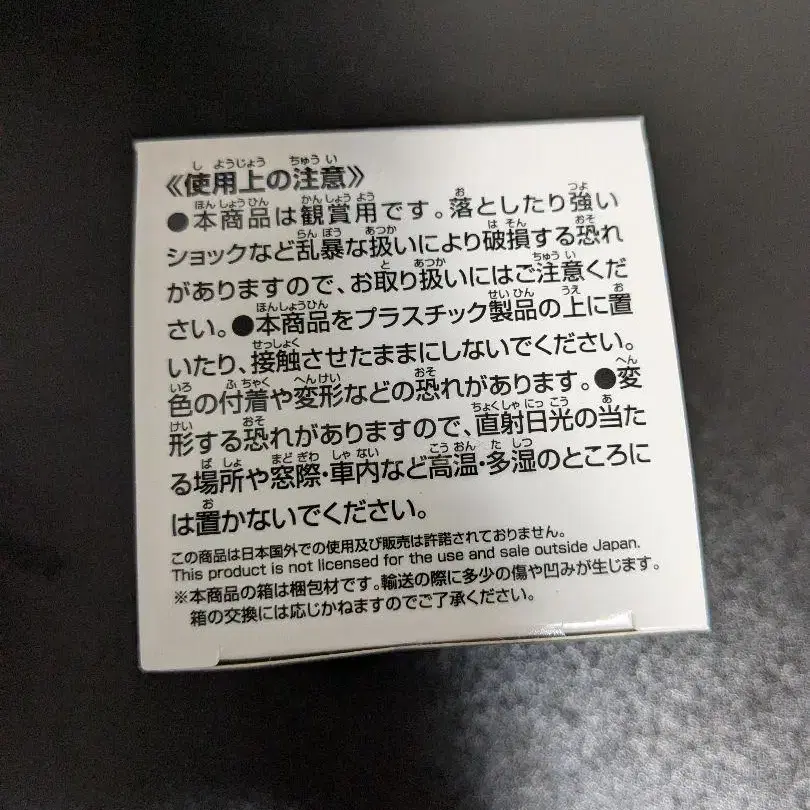 《使用上の注意》
●本商品は観賞用です。落としたり強い
ショックなど乱暴な扱いにより破損する恐れ
がありますので、お取り扱いにはご注意くだ
さい。●本商品をプラスチック製品の上に置
いたり、接触させたままにしないでください。
色の付着や変形などの恐れがあります。●変
形する恐れがありますので、直射日光の当た
る場所や窓際・車内など高温・多湿のところに
は置かないでください。
この商品は日本国外での使用及び販売は許諾されておりません。
This product is not licensed for the use and sale outside Japan.
※本商品の箱は梱包材です。輸送の際に多少の傷や凹みが生じます。
箱の交換には応じかねますのでご了承ください。